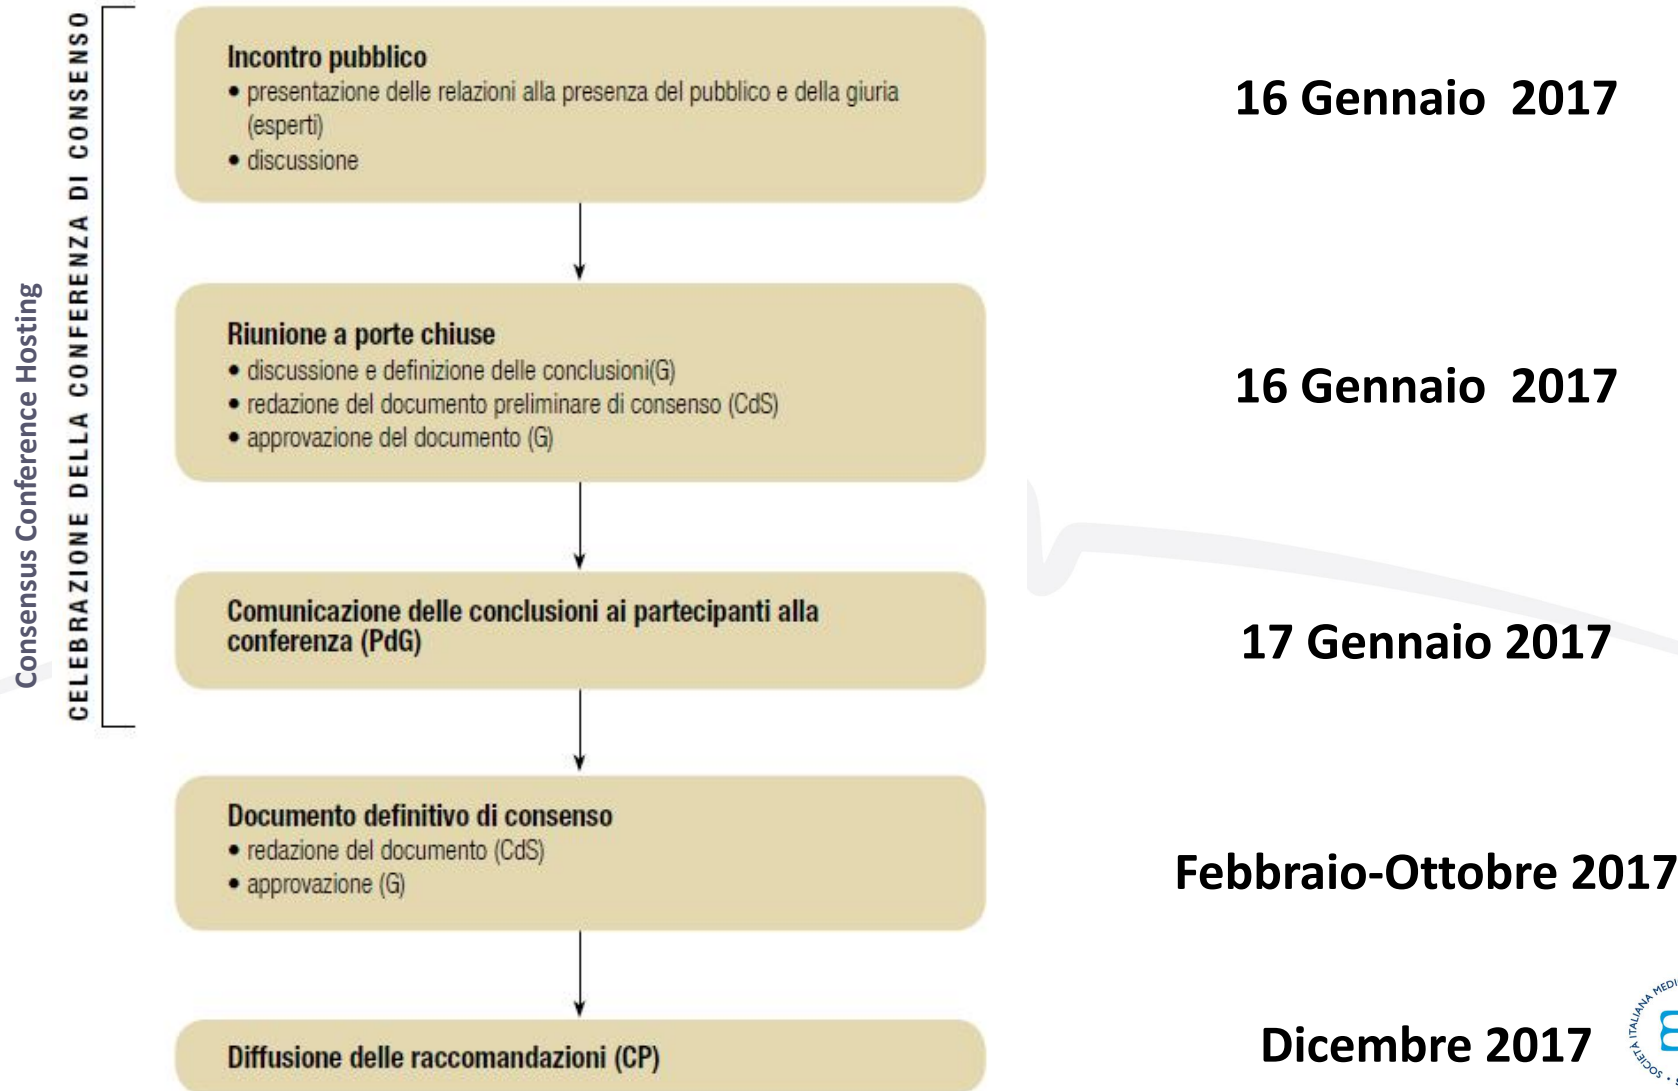 Consensus Conference Hosting
CELEBRAZIONE DELLA CONFERENZA DI CONSENSO
Incontro pubblico
• presentazione delle relazioni alla presenza del pubblico e della giuria
(esperti)
• discussione
16 Gennaio 2017
Riunione a porte chiuse
• discussione e definizione delle conclusioni(G)
• redazione del documento preliminare di consenso (CdS)
• approvazione del documento (G)
16 Gennaio 2017
Comunicazione delle conclusioni ai partecipanti alla
conferenza (PdG)
17 Gennaio 2017
Documento definitivo di consenso
• redazione del documento (CdS)
• approvazione (G)
Febbraio-Ottobre 2017
Diffusione delle raccomandazioni (CP)
Dicembre 2017
SOCIETÀ ITALIANA